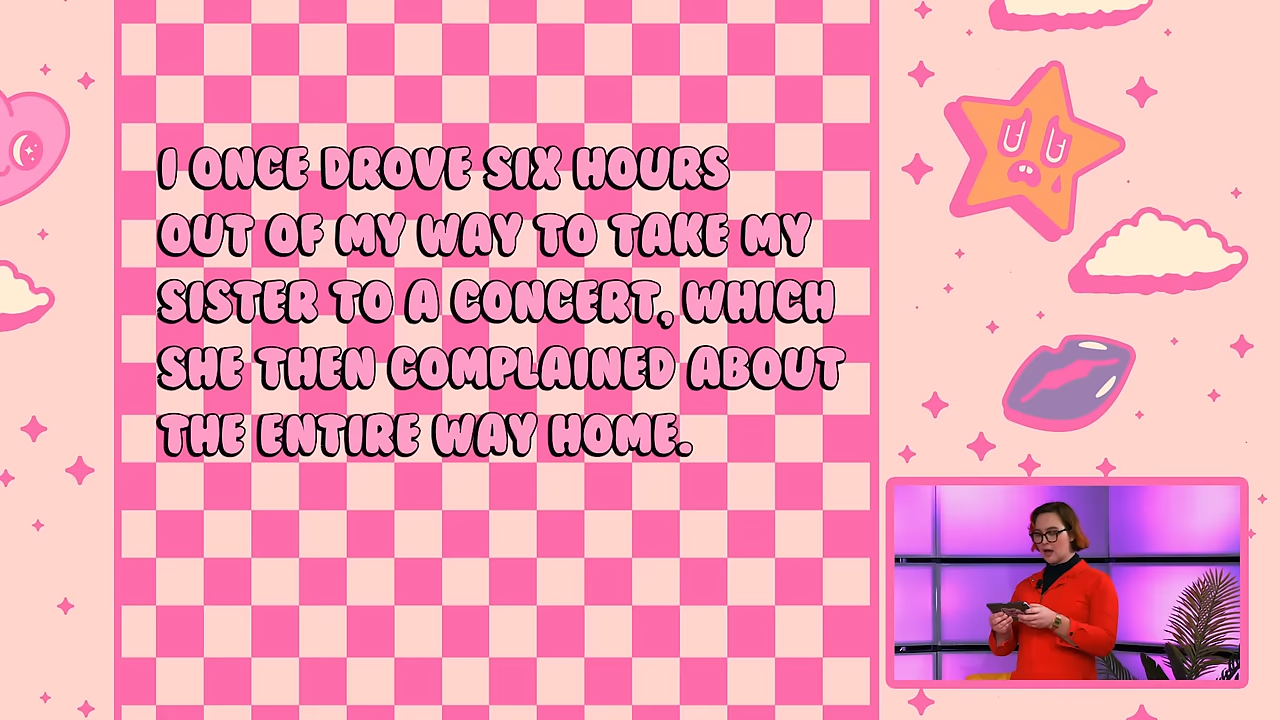 I ONCE DROVE SIX HOURS
OUT OF MY WAY TO TAKE MY
SISTER TO A CONCERT, WHICH
SHE THEN COMPLAINED ABOUT
THE ENTIRE WAY HOME.